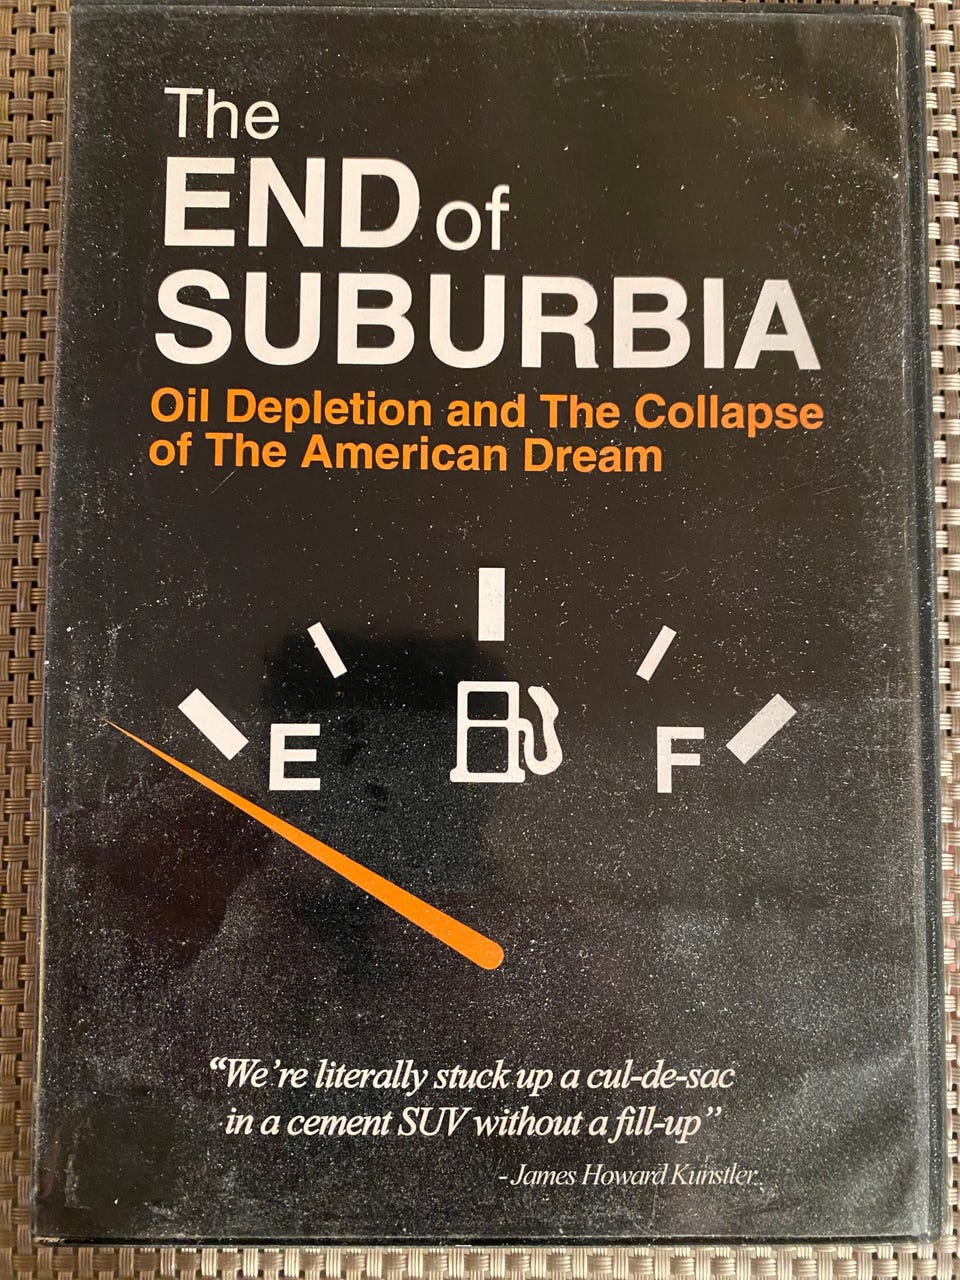 The
END of
SUBURBIA
Oil Depletion and The Collapse
of The American Dream
E F
“We’re literally stuck up a cul-de-sac
in a cement SUV without a fill-up”
- James Howard Kunstler